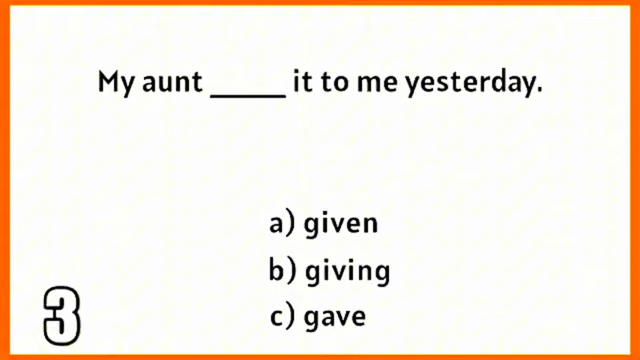 My aunt _____ it to me yesterday.
a) given
b) giving
c) gave
3